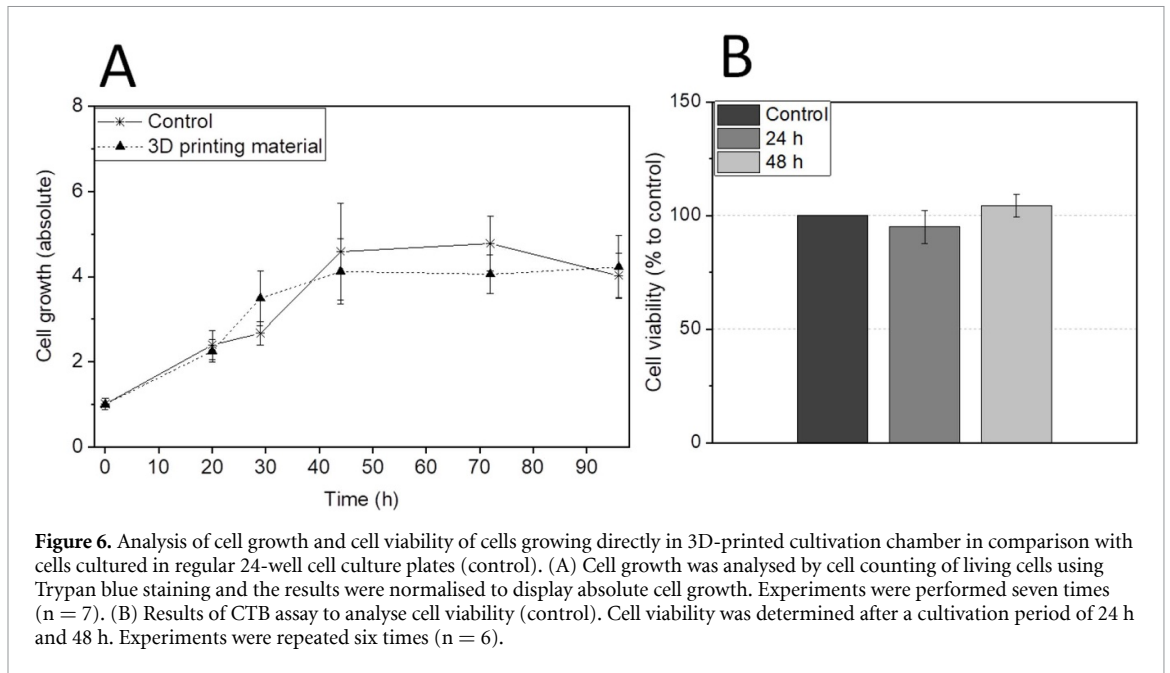 A
B
8
6
4
2
0
Cell growth (absolute)
Control
3D printing material
0 10 20 30 40 50 60 70 80 90
Time (h)
150
100
50
0
Cell viability (% to control)
Control
24 h
48 h
Figure 6. Analysis of cell growth and cell viability of cells growing directly in 3D-printed cultivation chamber in comparison with
cells cultured in regular 24-well cell culture plates (control). (A) Cell growth was analysed by cell counting of living cells using
Trypan blue staining and the results were normalised to display absolute cell growth. Experiments were performed seven times
(n = 7). (B) Results of CTB assay to analyse cell viability (control). Cell viability was determined after a cultivation period of 24 h
and 48 h. Experiments were repeated six times (n = 6).